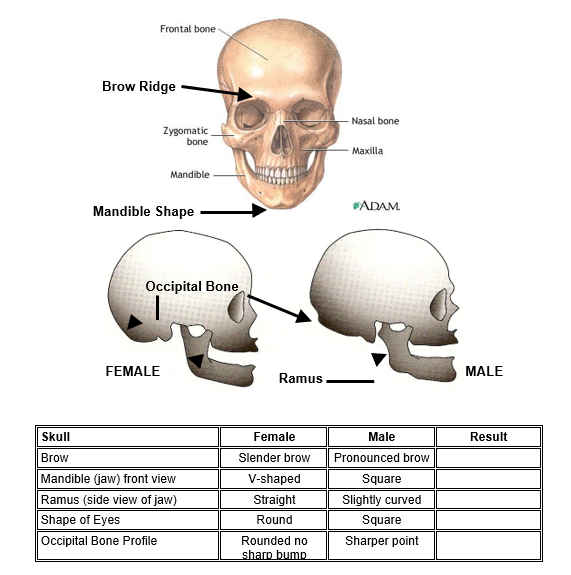 Frontal bone
Brow Ridge
Nasal bone
Zygomatic
bone
Maxilla
Mandible
Mandible Shape
ADAM.
Occipital Bone
FEMALE
Ramus
MALE
Skull Female Male Result
Brow Slender brow Pronounced brow
Mandible (jaw) front view V-shaped Square
Ramus (side view of jaw) Straight Slightly curved
Shape of Eyes Round Square
Occipital Bone Profile Rounded no Sharper point
sharp bump